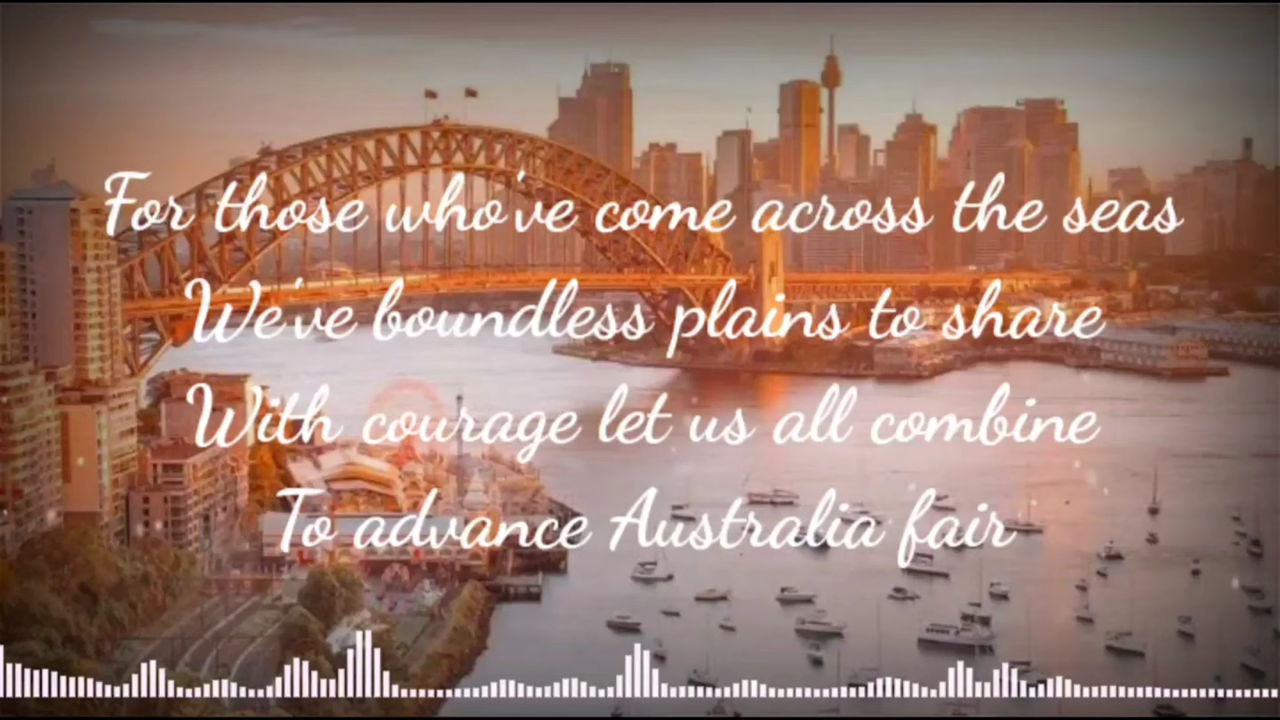 For those who've come across the seas
We've boundless plains to share
With courage let us all combine
To advance Australia fair